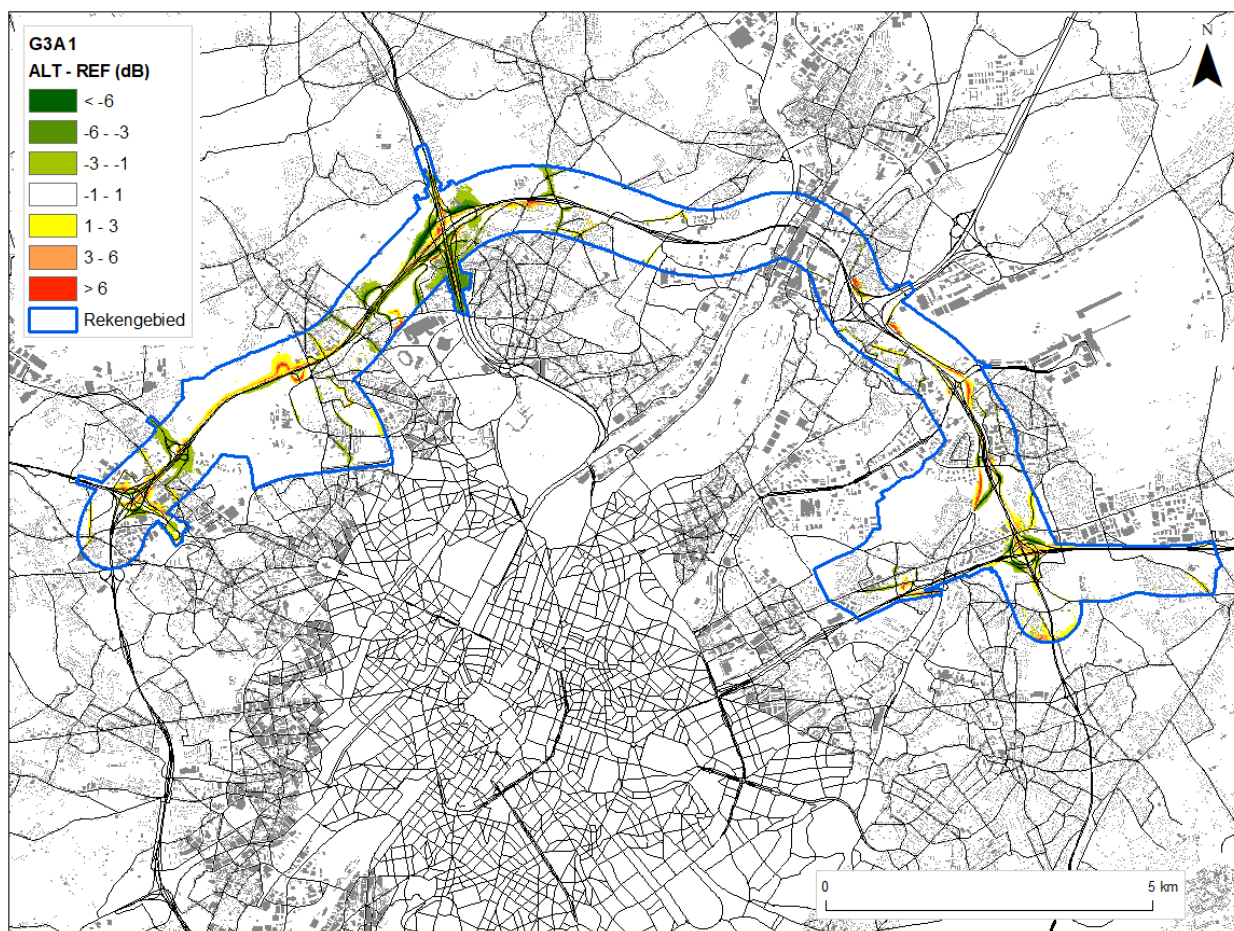 G3A1
ALT - REF (dB)
< -6
-6 - -3
-3 - -1
-1 - 1
1 - 3
3 - 6
> 6
Rekengebied
N
0 5 km